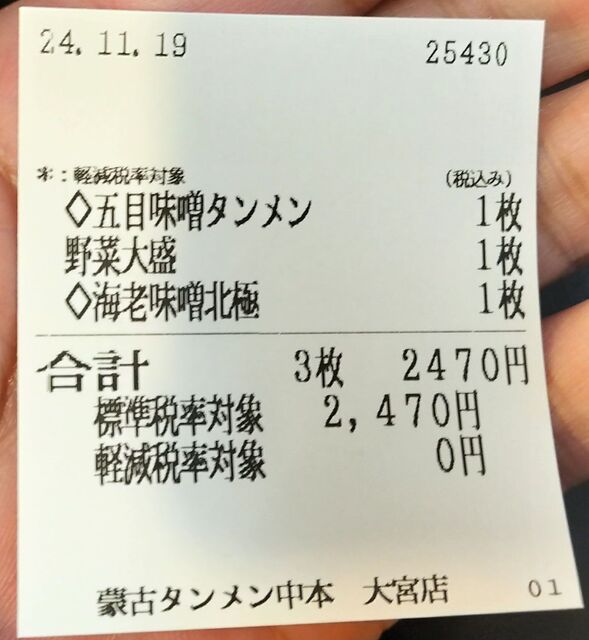 24.11.19 25430
*:軽減税率対象 (税込み)
◇五目味噌タンメン 1枚
野菜大盛 1枚
◇海老味噌北極 1枚
合計 3枚 2470円
標準税率対象 2,470円
軽減税率対象 0円
蒙古タンメン中本 大宮店 01